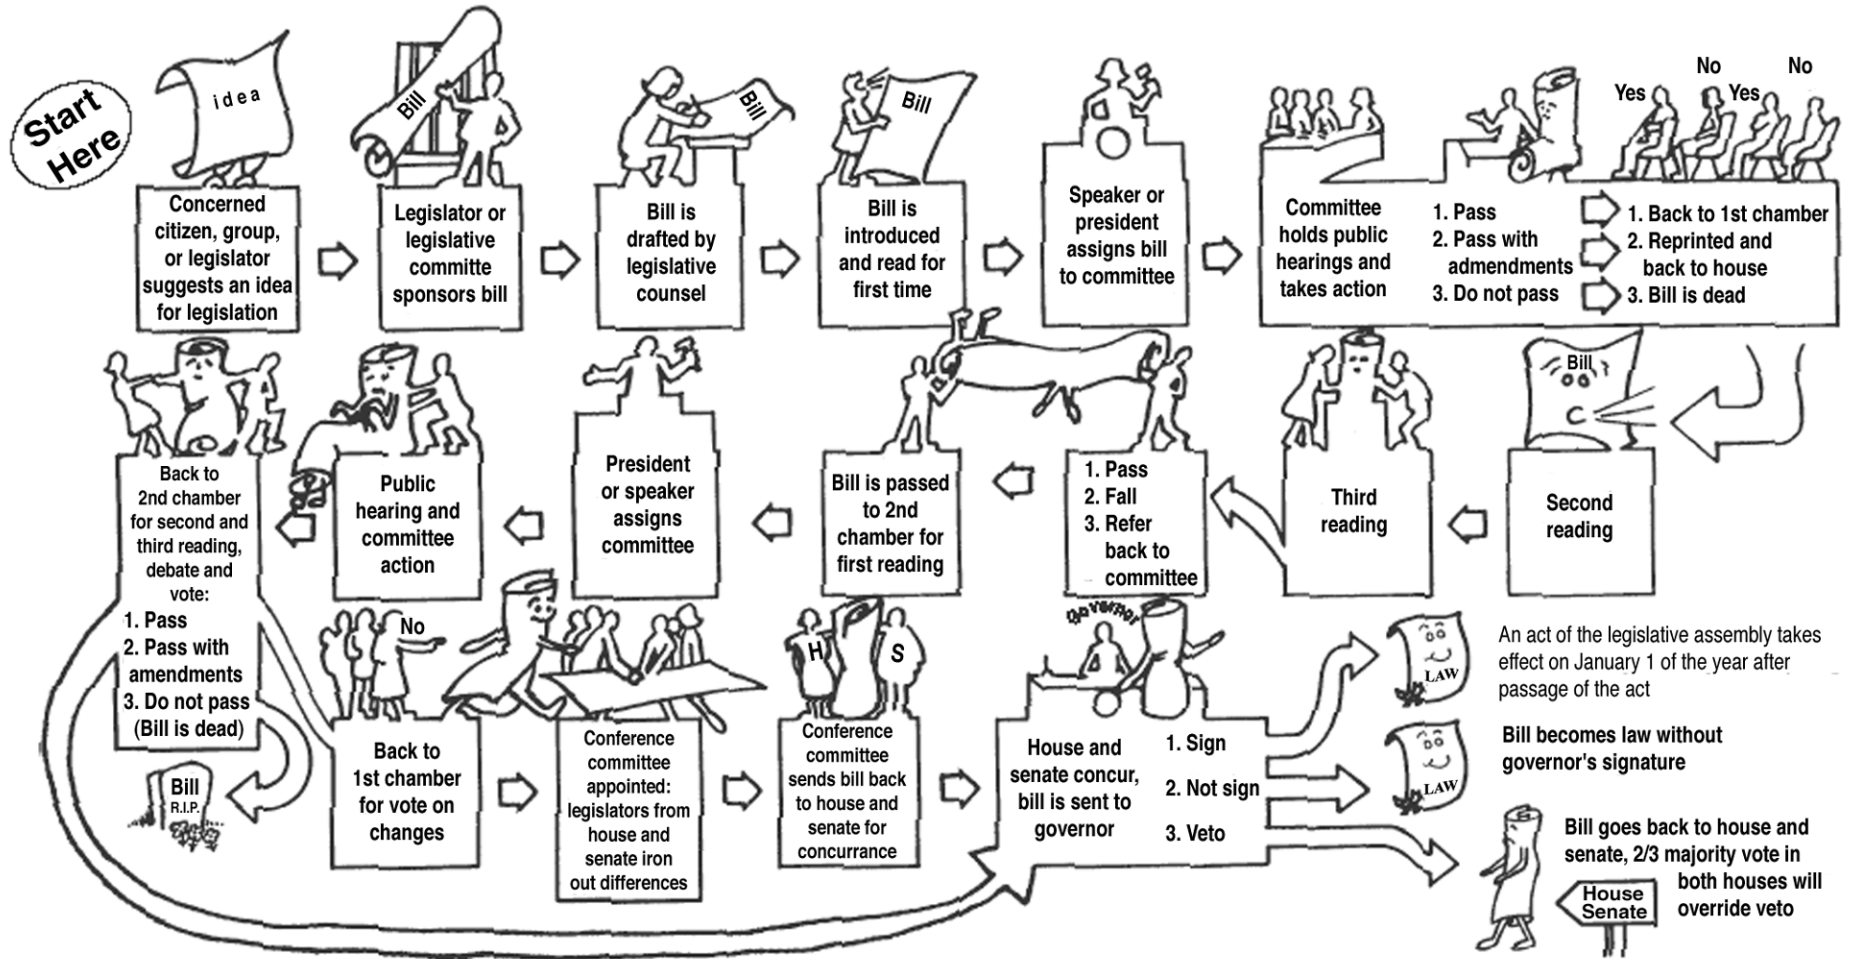 Start
Here
idea
Concerned
citizen, group,
or legislator
suggests an idea
for legislation
Bill
Legislator or
legislative
committe
sponsors bill
Bill
Bill is
drafted by
legislative
counsel
Bill
Bill is
introduced
and read for
first time
Speaker or
president
assigns bill
to committee
Committee
holds public
hearings and
takes action
1. Pass
2. Pass with
admendments
3. Do not pass
Yes
No
Yes
No
1. Back to 1st chamber
2. Reprinted and
back to house
3. Bill is dead
Bill
Second
reading
Third
reading
1. Pass
2. Fall
3. Refer
back to
committee
Bill is passed
to 2nd
chamber for
first reading
President
or speaker
assigns
committee
Public
hearing and
committee
action
Back to
2nd chamber
for second and
third reading,
debate and
vote:
1. Pass
2. Pass with
amendments
3. Do not pass
(Bill is dead)
Bill
R.I.P.
No
Back to
1st chamber
for vote on
changes
Conference
committee
appointed:
legislators from
house and
senate iron
out differences
H
S
Conference
committee
sends bill back
to house and
senate for
concurrance
Governor
House and
senate concur,
bill is sent to
governor
1. Sign
2. Not sign
3. Veto
LAW
An act of the legislative assembly takes
effect on January 1 of the year after
passage of the act
LAW
Bill becomes law without
governor's signature
Bill goes back to house and
senate, 2/3 majority vote in
both houses will
override veto
House
Senate